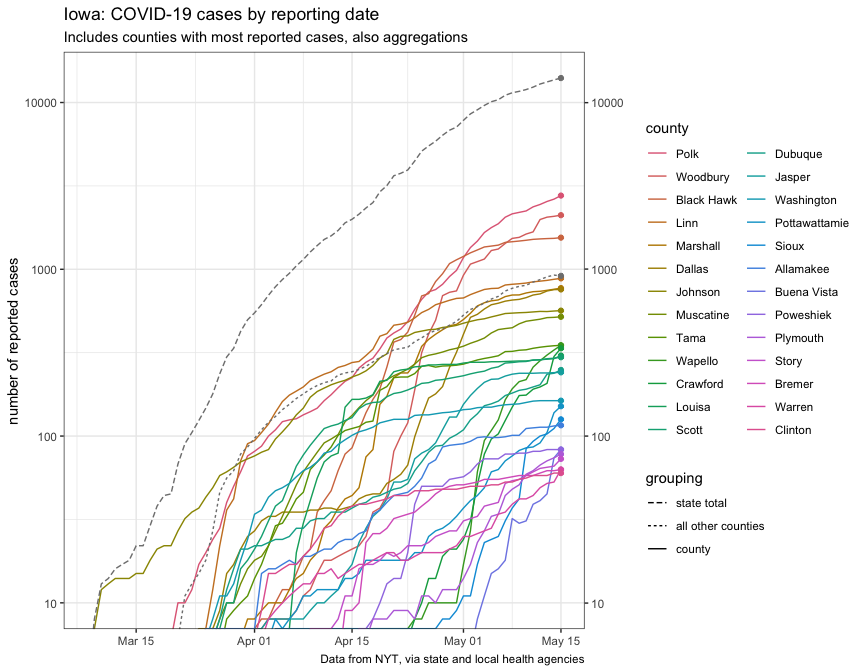 Iowa: COVID-19 cases by reporting date
Includes counties with most reported cases, also aggregations
number of reported cases
10000
1000
100
10
10000
1000
100
10
Mar 15
Apr 01
Apr 15
May 01
May 15
Data from NYT, via state and local health agencies
county
Polk
Woodbury
Black Hawk
Linn
Marshall
Dallas
Johnson
Muscatine
Tama
Wapello
Crawford
Louisa
Scott
Dubuque
Jasper
Washington
Pottawattamie
Sioux
Allamakee
Buena Vista
Poweshiek
Plymouth
Story
Bremer
Warren
Clinton
grouping
state total
all other counties
county